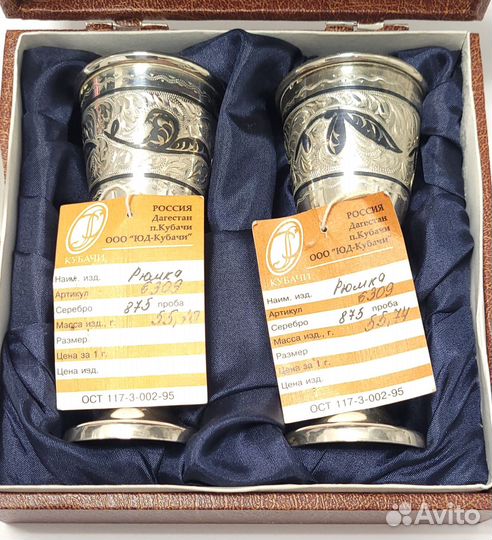 РОССИЯ
Дагестан
п.Кубачи
ООО "ЮД-Кубачи"
КУБАЧИ
Наим. изд. Рюмка
Артикул 6309
Серебро 875 проба
Масса изд., г.
Размер
Цена за 1 г.
Цена изд.
ОСТ 117-3-002-95
РОССИЯ
Дагестан
п.Кубачи
ООО "ЮД-Кубачи"
КУБАЧИ
Наим. изд. Рюмка
Артикул 6309
Серебро 875 проба
Масса изд., г. 55,74
Размер
Цена за 1 г.
Цена изд.
ОСТ 117-3-002-95
Avito